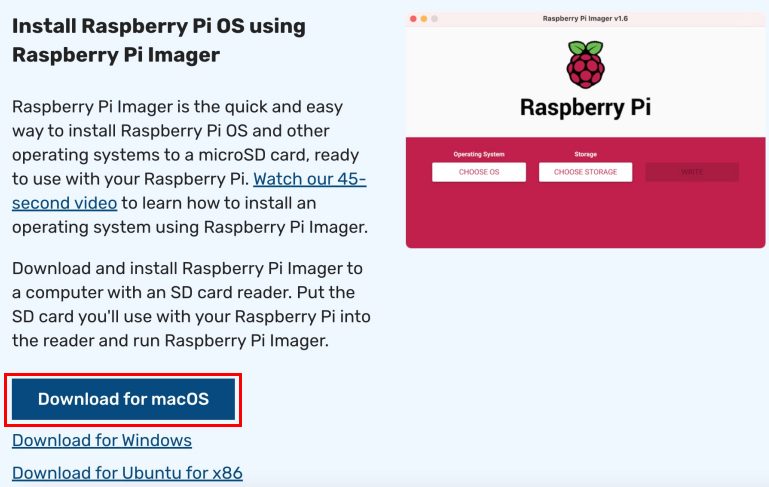 Install Raspberry Pi OS using
Raspberry Pi Imager
Raspberry Pi Imager is the quick and easy
way to install Raspberry Pi OS and other
operating systems to a microSD card, ready
to use with your Raspberry Pi. Watch our 45-
second video to learn how to install an
operating system using Raspberry Pi Imager.
Download and install Raspberry Pi Imager to
a computer with an SD card reader. Put the
SD card you'll use with your Raspberry Pi into
the reader and run Raspberry Pi Imager.
Download for macOS
Download for Windows
Download for Ubuntu for x86
Raspberry Pi Imager v1.6
Raspberry Pi
Operating System
Storage
CHOOSE OS
CHOOSE STORAGE
WRITE